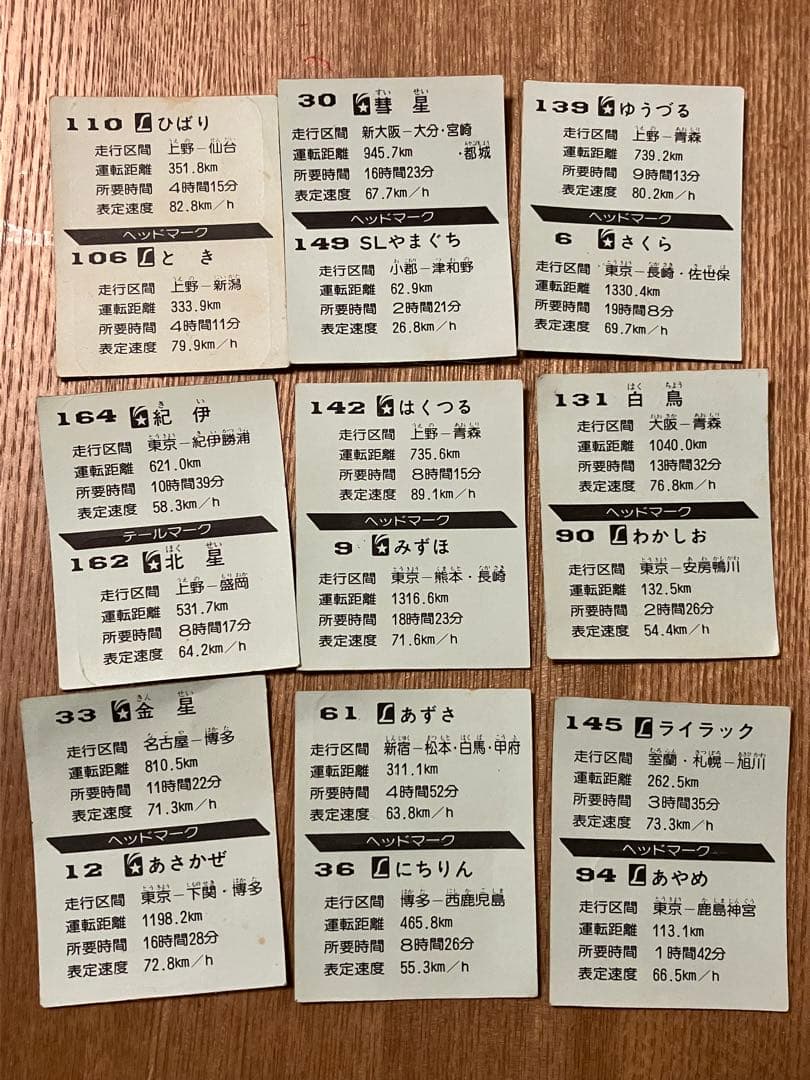 110 L ひばり
走行区間 上野－仙台
運転距離 351.8km
所要時間 4時間15分
表定速度 82.8km／h
ヘッドマーク
106 L とき
走行区間 上野－新潟
運転距離 333.9km
所要時間 4時間11分
表定速度 79.9km／h
30 彗星
走行区間 新大阪－大分・宮崎
運転距離 945.7km ・都城
所要時間 16時間23分
表定速度 67.7km／h
ヘッドマーク
149 SLやまぐち
走行区間 小郡－津和野
運転距離 62.9km
所要時間 2時間21分
表定速度 26.8km／h
139 ゆうづる
走行区間 上野－青森
運転距離 739.2km
所要時間 9時間13分
表定速度 80.2km／h
ヘッドマーク
6 さくら
走行区間 東京－長崎・佐世保
運転距離 1330.4km
所要時間 19時間8分
表定速度 69.7km／h
164 紀伊
走行区間 東京－紀伊勝浦
運転距離 621.0km
所要時間 10時間39分
表定速度 58.3km／h
テールマーク
162 北星
走行区間 上野－盛岡
運転距離 531.7km
所要時間 8時間17分
表定速度 64.2km／h
142 はくつる
走行区間 上野－青森
運転距離 735.6km
所要時間 8時間15分
表定速度 89.1km／h
ヘッドマーク
9 みずほ
走行区間 東京－熊本・長崎
運転距離 1316.6km
所要時間 18時間23分
表定速度 71.6km／h
131 白鳥
走行区間 大阪－青森
運転距離 1040.0km
所要時間 13時間32分
表定速度 76.8km／h
ヘッドマーク
90 L わかしお
走行区間 東京－安房鴨川
運転距離 132.5km
所要時間 2時間26分
表定速度 54.4km／h
33 金星
走行区間 名古屋－博多
運転距離 810.5km
所要時間 11時間22分
表定速度 71.3km／h
ヘッドマーク
12 あさかぜ
走行区間 東京－下関・博多
運転距離 1198.2km
所要時間 16時間28分
表定速度 72.8km／h
61 L あずさ
走行区間 新宿－松本・白馬・甲府
運転距離 311.1km
所要時間 4時間52分
表定速度 63.8km／h
ヘッドマーク
36 L にちりん
走行区間 博多－西鹿児島
運転距離 465.8km
所要時間 8時間26分
表定速度 55.3km／h
145 L ライラック
走行区間 室蘭・札幌－旭川
運転距離 262.5km
所要時間 3時間35分
表定速度 73.3km／h
ヘッドマーク
94 L あやめ
走行区間 東京－鹿島神宮
運転距離 113.1km
所要時間 1時間42分
表定速度 66.5km／h